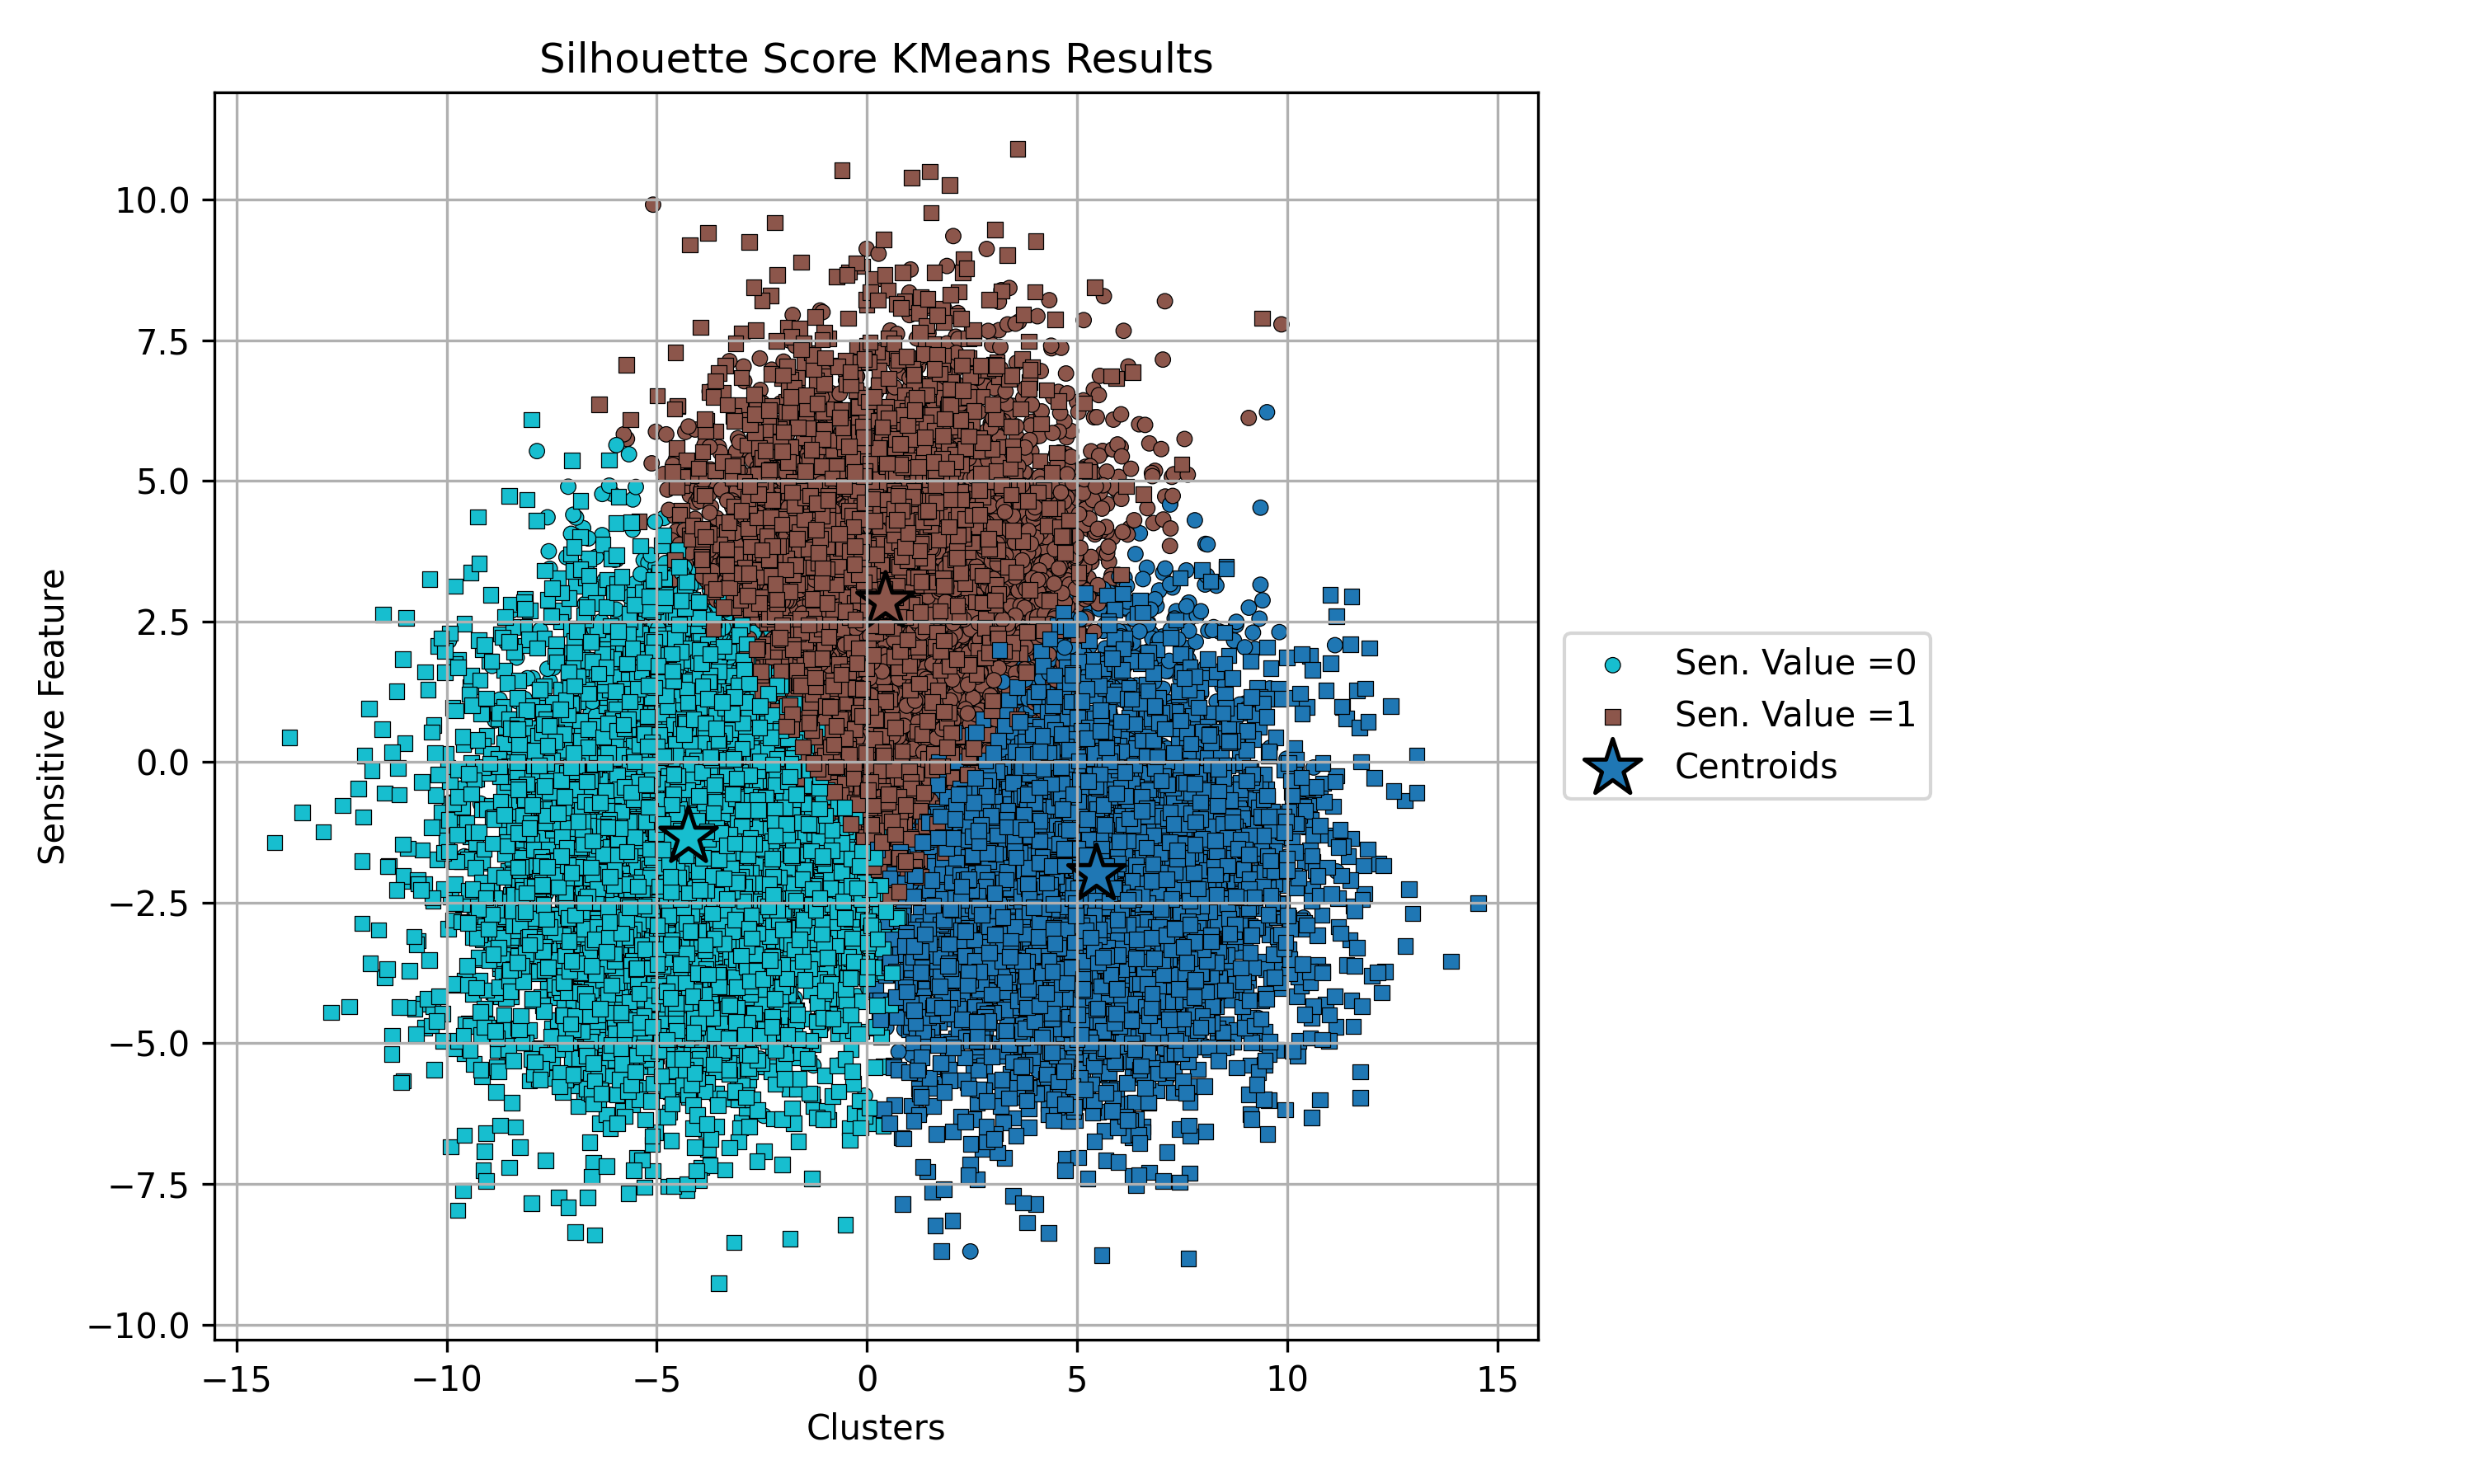 Silhouette Score KMeans Results
10.0
7.5
5.0
2.5
0.0
−2.5
−5.0
−7.5
−10.0
Sensitive Feature
−15
−10
−5
0
5
10
15
Clusters
Sen. Value =0
Sen. Value =1
Centroids